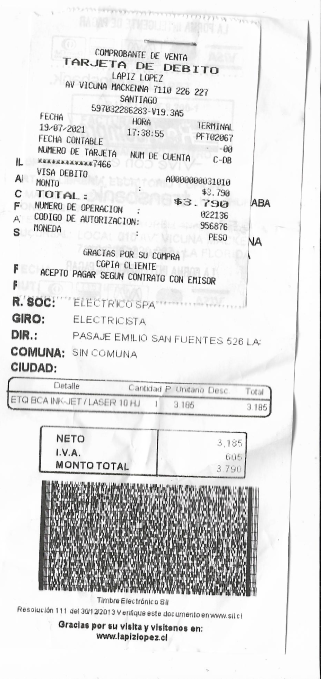 COMPROBANTE DE VENTA
TARJETA DE DEBITO
LAPIZ LOPEZ
AV VICUNA MACKENNA 7110 226 227
SANTIAGO
597032286283-V19.3A5
FECHA HORA TERMINAL
19/07/2021 17:38:55 PFT02067
FECHA CONTABLE -00
NUMERO DE TARJETA NUM DE CUENTA C-DB
************7466
VISA DEBITO A0000000031010
MONTO : $3.790
TOTAL: $3.790
NUMERO DE OPERACION : 022136
CODIGO DE AUTORIZACION: 956876
MONEDA : PESO
GRACIAS POR SU COMPRA
COPIA CLIENTE
ACEPTO PAGAR SEGUN CONTRATO CON EMISOR
R. SOC: ELECTRICO SPA
GIRO: ELECTRICISTA
DIR.: PASAJE EMILIO SAN FUENTES 526 LA
COMUNA: SIN COMUNA
CIUDAD:
Detalle Cantidad P. Unitario Desc. Total
ETQ BCA INK-JET / LASER 10 HJ 1 3.185 3.185
NETO 3,185
I.V.A. 605
MONTO TOTAL 3.790
Timbre Electrónico SII
Resolución 111 del 30/12/2013 Verifique este documento en www.sii.cl
Gracias por su visita y visitenos en:
www.lapizlopez.cl